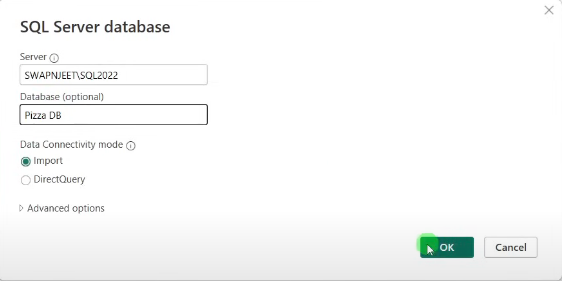 SQL Server database
Server
SWAPNJEET\SQL2022
Database (optional)
Pizza DB
Data Connectivity mode
Import
DirectQuery
Advanced options
OK Cancel